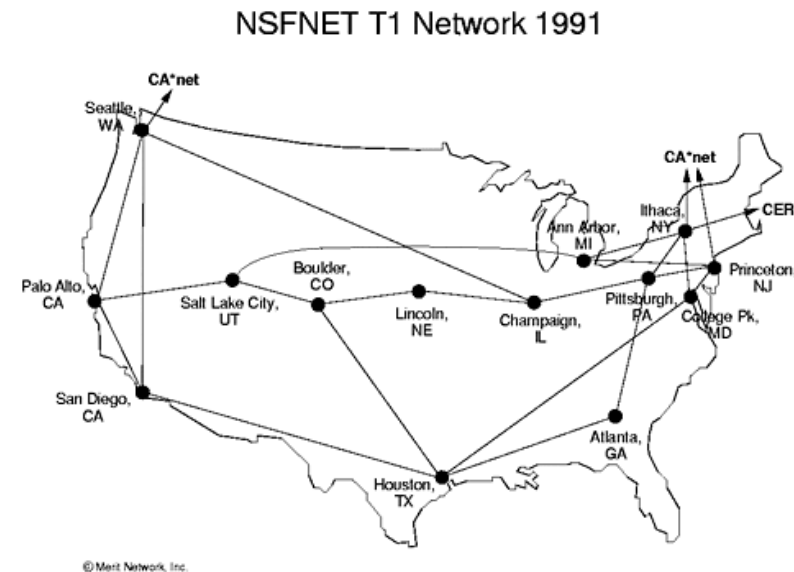 NSFNET T1 Network 1991
CA*net
Seattle,
WA
CA*net
Ithaca,
NY
CER
Ann Arbor,
MI
Boulder,
CO
Princeton
NJ
Palo Alto,
CA
Salt Lake City,
UT
Lincoln,
NE
Champaign,
IL
Pittsburgh,
PA
College Pk,
MD
San Diego,
CA
Atlanta,
GA
Houston,
TX
© Merit Network, Inc.